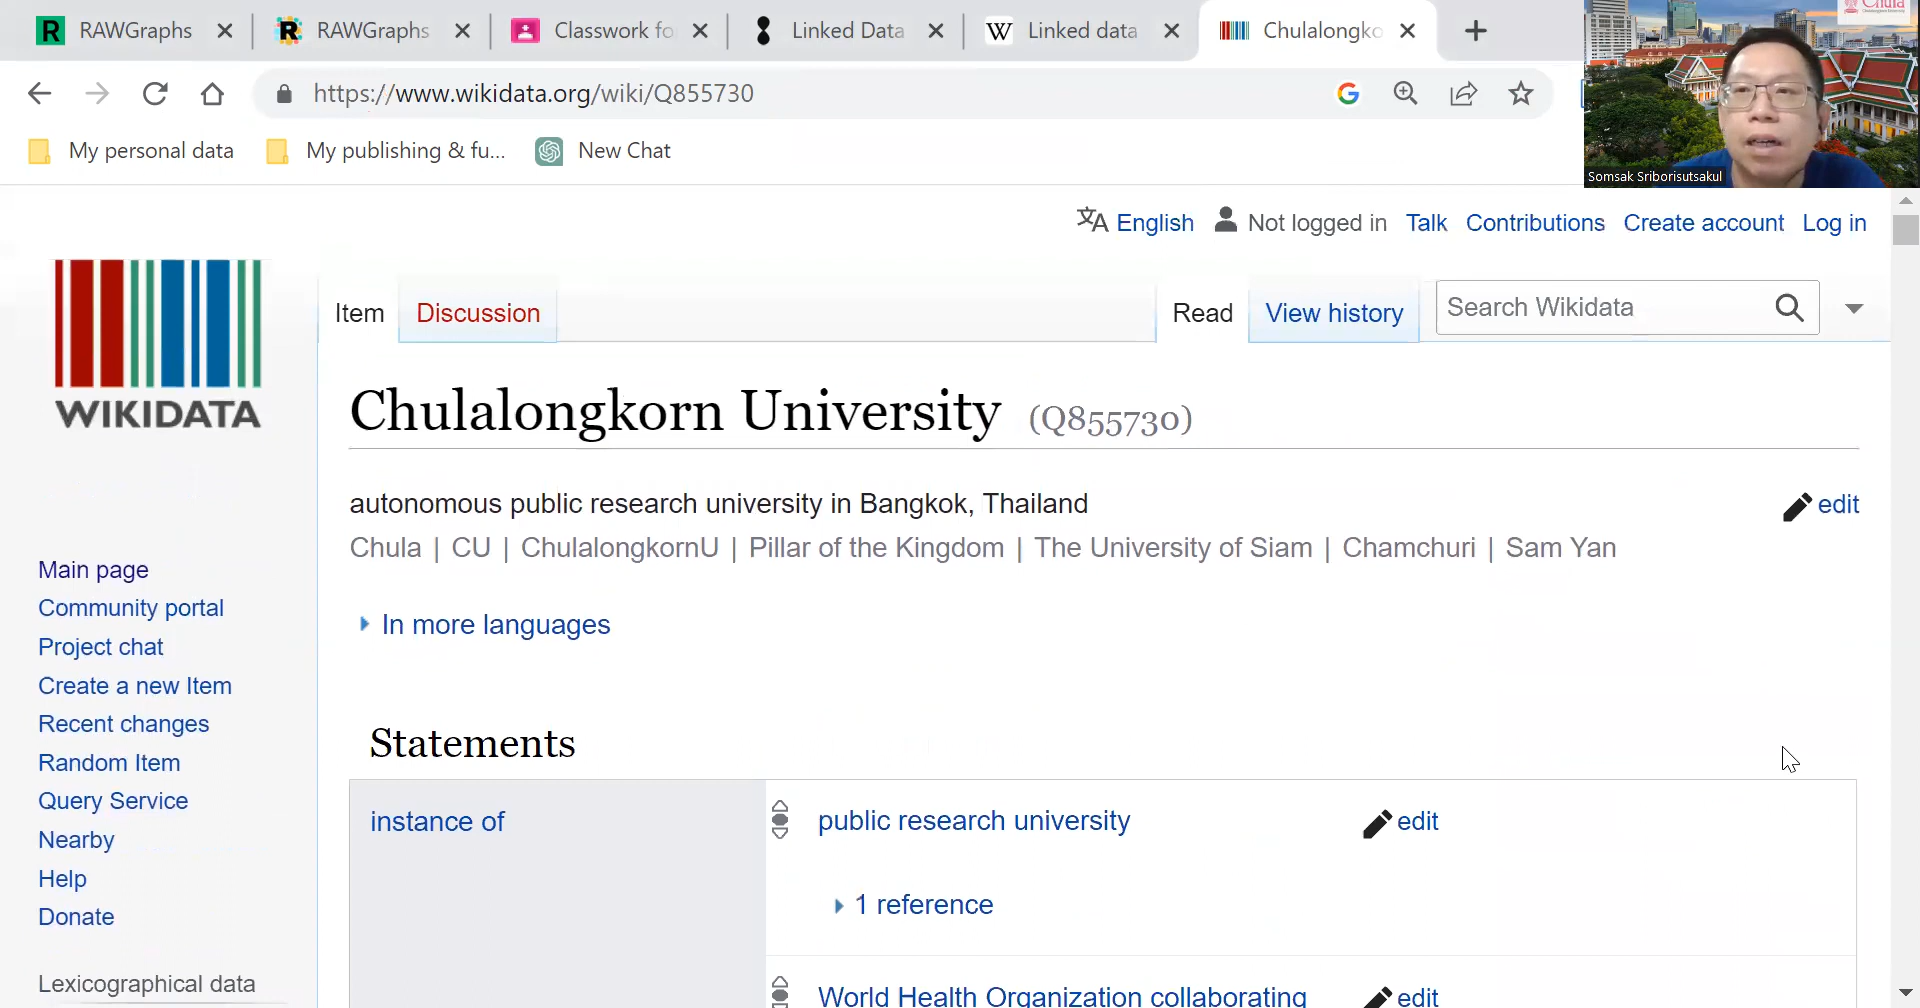 RAWGraphs
RAWGraphs
Classwork fo
Linked Data
Linked data
Chulalongko
https://www.wikidata.org/wiki/Q855730
My personal data
My publishing & fu...
New Chat
Chula
Somsak Sriborisutsakul
English
Not logged in
Talk
Contributions
Create account
Log in
WIKIDATA
Item
Discussion
Read
View history
Search Wikidata
Chulalongkorn University (Q855730)
autonomous public research university in Bangkok, Thailand
edit
Chula | CU | ChulalongkornU | Pillar of the Kingdom | The University of Siam | Chamchuri | Sam Yan
In more languages
Main page
Community portal
Project chat
Create a new Item
Recent changes
Random Item
Query Service
Nearby
Help
Donate
Lexicographical data
Statements
instance of
public research university
edit
1 reference
World Health Organization collaborating
edit